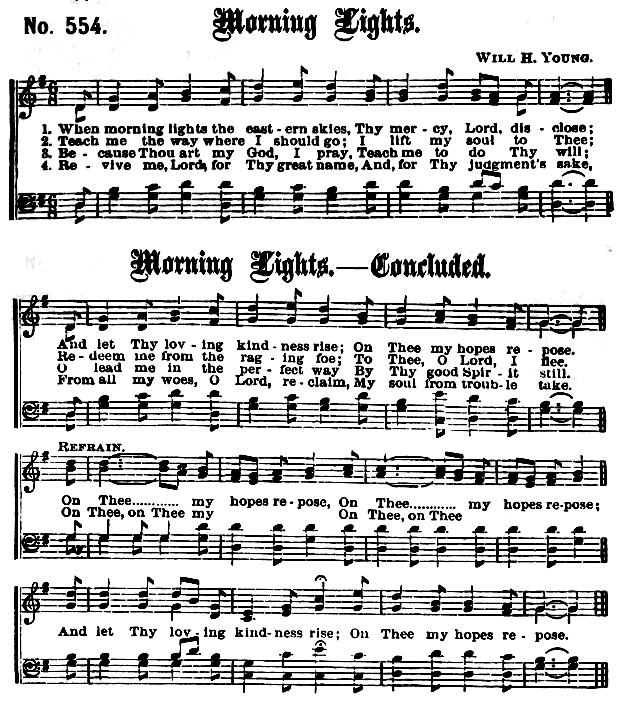 No. 554.
Morning Lights.
WILL H. YOUNG.
1. When morning lights the east - ern skies, Thy mer - cy, Lord, dis - close;
2. Teach me the way where I should go; I lift my soul to Thee;
3. Be - cause Thou art my God, I pray, Teach me to do Thy will;
4. Re - vive me, Lord, for Thy great name, And, for Thy judgment's sake,
Morning Lights.—Concluded.
And let Thy lov - ing kind - ness rise; On Thee my hopes re - pose.
Re - deem me from the rag - ing foe; To Thee, O Lord, I flee.
O lead me in the per - fect way By Thy good Spir - it still.
From all my woes, O Lord, re - claim, My soul from troub - le take.
REFRAIN.
On Thee............ my hopes re - pose, On Thee............ my hopes re - pose;
On Thee, on Thee my On Thee, on Thee
And let Thy lov - ing kind - ness rise; On Thee my hopes re - pose.